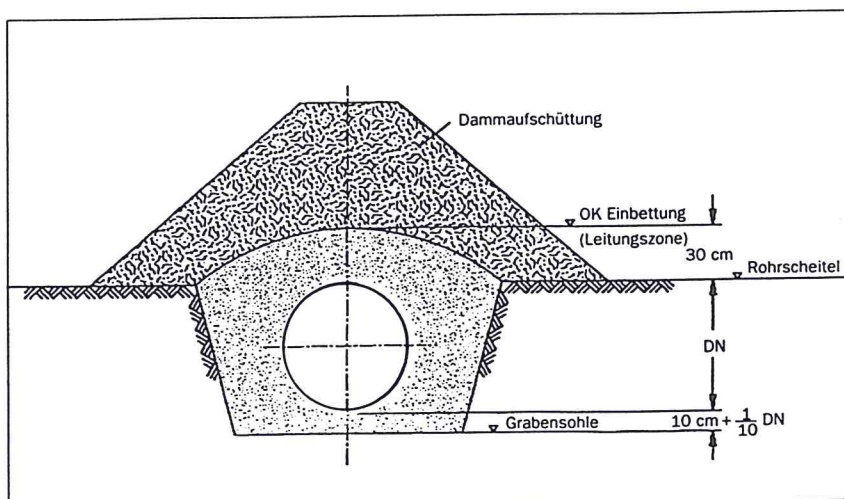 Dammaufschüttung
OK Einbettung
(Leitungszone)
30 cm
Rohrscheitel
DN
Grabensohle
10 cm + 1/10 DN